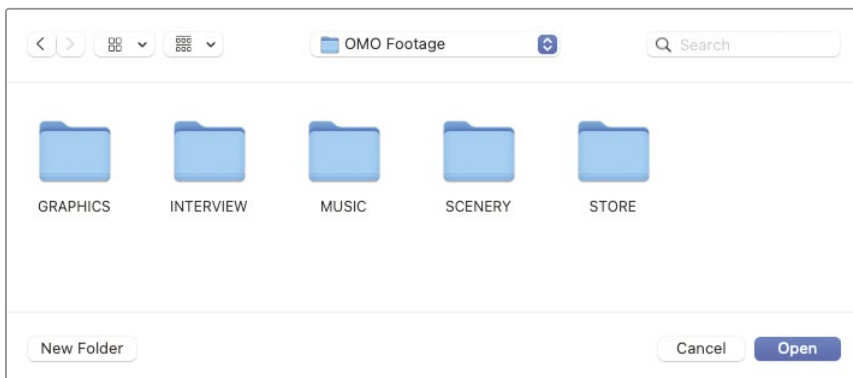 OMO Footage
Search
GRAPHICS INTERVIEW MUSIC SCENERY STORE
New Folder Cancel Open